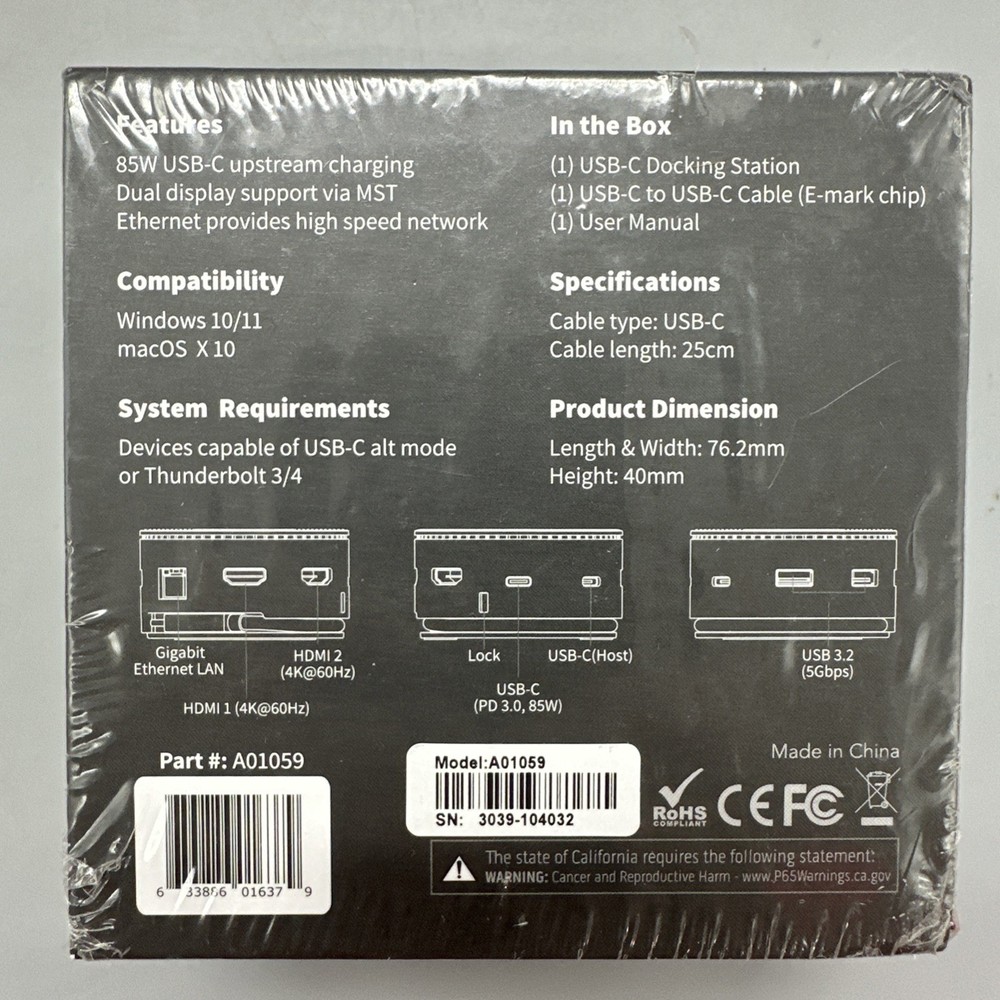 Features
85W USB-C upstream charging
Dual display support via MST
Ethernet provides high speed network
In the Box
(1) USB-C Docking Station
(1) USB-C to USB-C Cable (E-mark chip)
(1) User Manual
Compatibility
Windows 10/11
macOS X 10
Specifications
Cable type: USB-C
Cable length: 25cm
System Requirements
Devices capable of USB-C alt mode
or Thunderbolt 3/4
Product Dimension
Length & Width: 76.2mm
Height: 40mm
Gigabit
Ethernet LAN
HDMI 2
(4K@60Hz)
HDMI 1 (4K@60Hz)
Lock
USB-C(Host)
USB-C
(PD 3.0, 85W)
USB 3.2
(5Gbps)
Part #: A01059
6 33886 01637 9
Model:A01059
SN: 3039-104032
Made in China
RoHS
COMPLIANT
CE FC
The state of California requires the following statement:
WARNING: Cancer and Reproductive Harm - www.P65Warnings.ca.gov